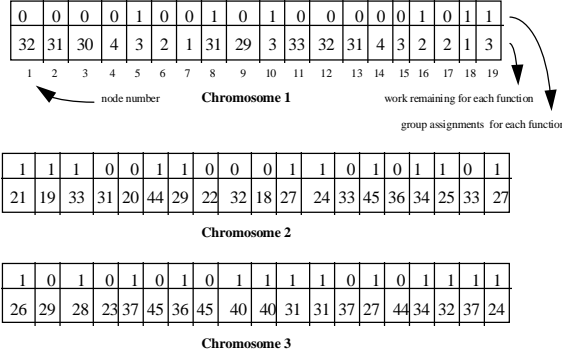 0 0 0 0 1 0 0 1 0 1 0 0 0 0 0 1 0 1 1
32 31 30 4 3 2 1 31 29 3 33 32 31 4 3 2 2 1 3
1 2 3 4 5 6 7 8 9 10 11 12 13 14 15 16 17 18 19
node number Chromosome 1 work remaining for each function
group assignments for each function
1 1 1 0 0 1 1 0 0 0 1 1 0 1 0 1 1 0 1
21 19 33 31 20 44 29 22 32 18 27 24 33 45 36 34 25 33 27
Chromosome 2
1 0 1 0 1 0 1 0 1 1 1 1 0 1 0 1 1 1 1
26 29 28 23 37 45 36 45 40 40 31 31 37 27 44 34 32 37 24
Chromosome 3